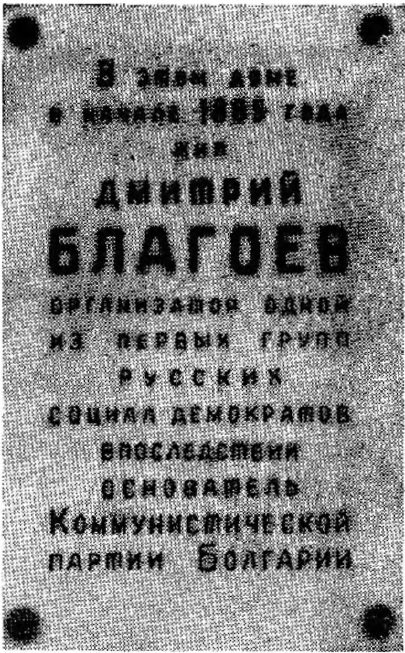 В этом доме
в начале 1885 года
жил
Дмитрий
БЛАГОЕВ
организатор одной
из первых групп
русских
социал демократов
впоследствии
основатель
Коммунистической
партии Болгарии